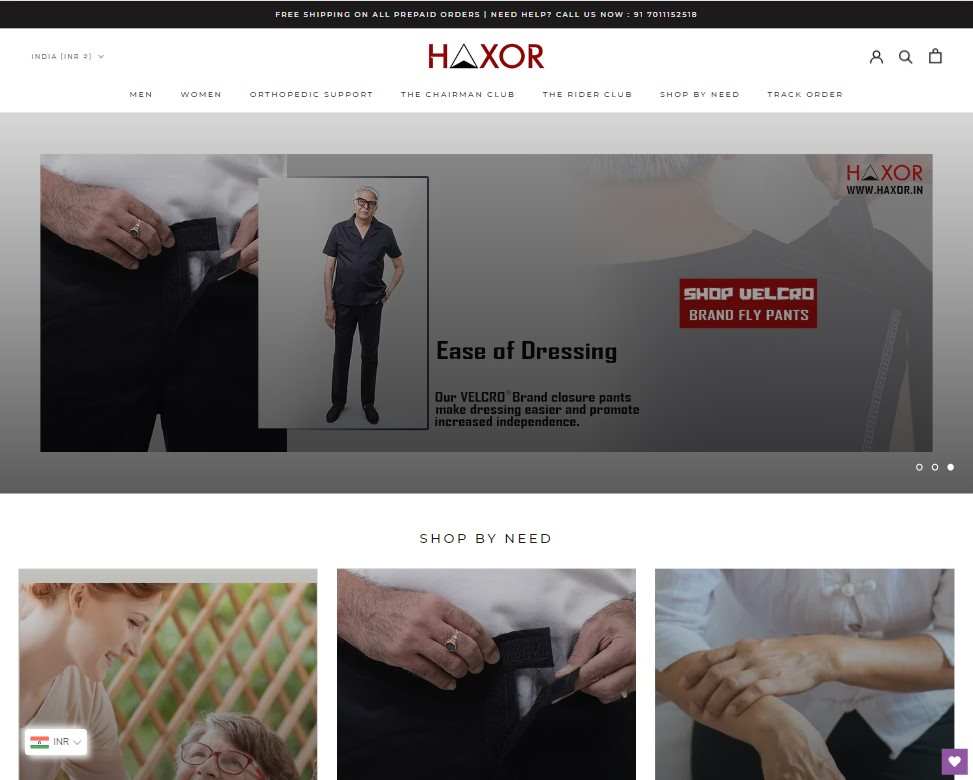 FREE SHIPPING ON ALL PREPAID ORDERS | NEED HELP? CALL US NOW : 91 7011152518
INDIA (INR ₹)
HAXOR
MEN WOMEN ORTHOPEDIC SUPPORT THE CHAIRMAN CLUB THE RIDER CLUB SHOP BY NEED TRACK ORDER
HAXOR
WWW.HAXOR.IN
SHOP VELCRO
BRAND FLY PANTS
Ease of Dressing
Our VELCRO® Brand closure pants
make dressing easier and promote
increased independence.
SHOP BY NEED
INR